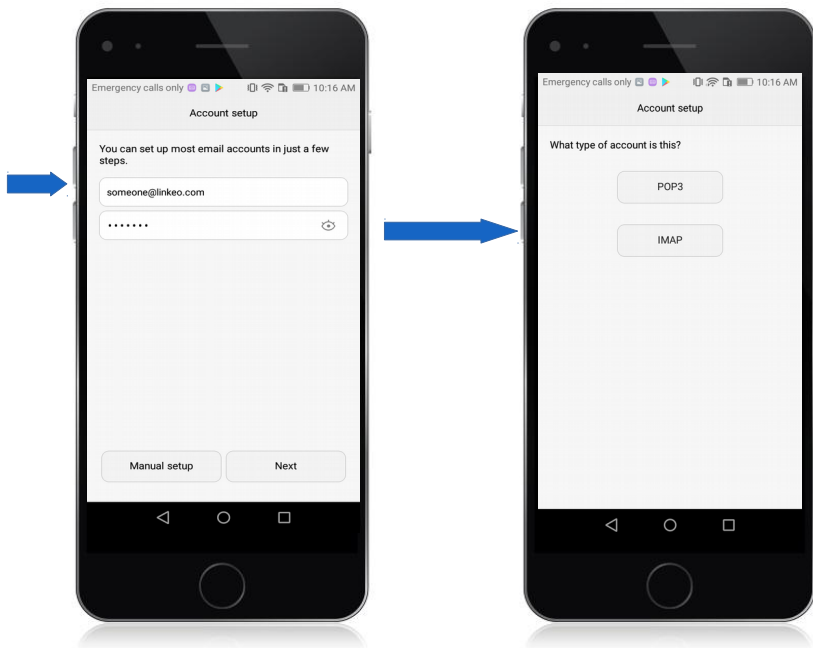 Emergency calls only 10:16 AM
Account setup
You can set up most email accounts in just a few
steps.
someone@linkeo.com
•••••••
Manual setup
Next
Emergency calls only 10:16 AM
Account setup
What type of account is this?
POP3
IMAP